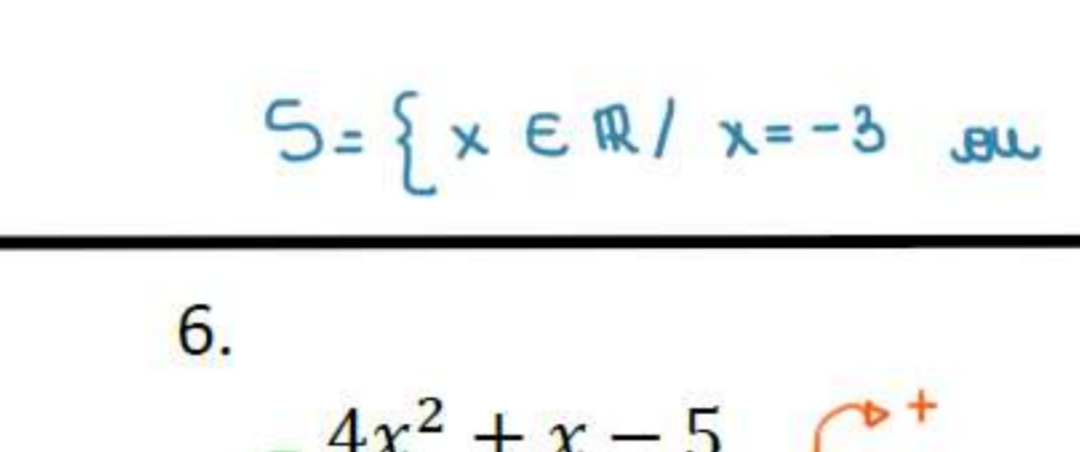 S = { x ∈ ℝ / x = -3 ou
6.
4x² + x − 5
+